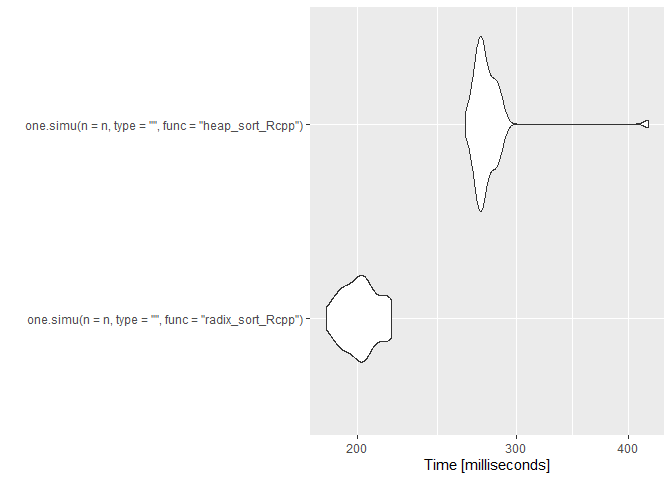 one.simu(n = n, type = "", func = "heap_sort_Rcpp")
one.simu(n = n, type = "", func = "radix_sort_Rcpp")
200 300 400
Time [milliseconds]